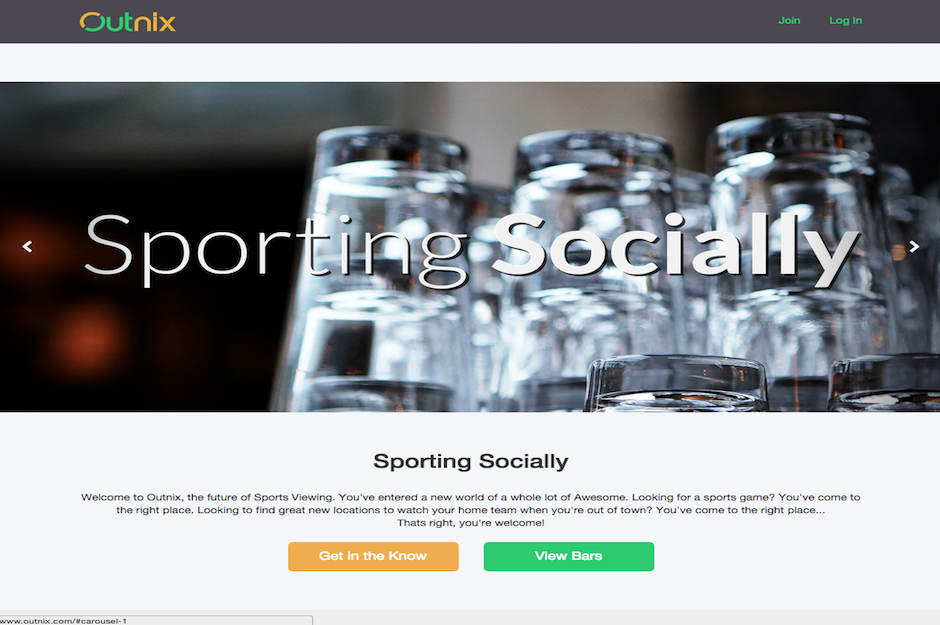 Outnix
Join
Log In
Sporting Socially
Sporting Socially
Welcome to Outnix, the future of Sports Viewing. You've entered a new world of a whole lot of Awesome. Looking for a sports game? You've come to
the right place. Looking to find great new locations to watch your home team when you're out of town? You've come to the right place...
Thats right, you're welcome!
Get in the Know
View Bars
www.outnix.com/#carousel-1